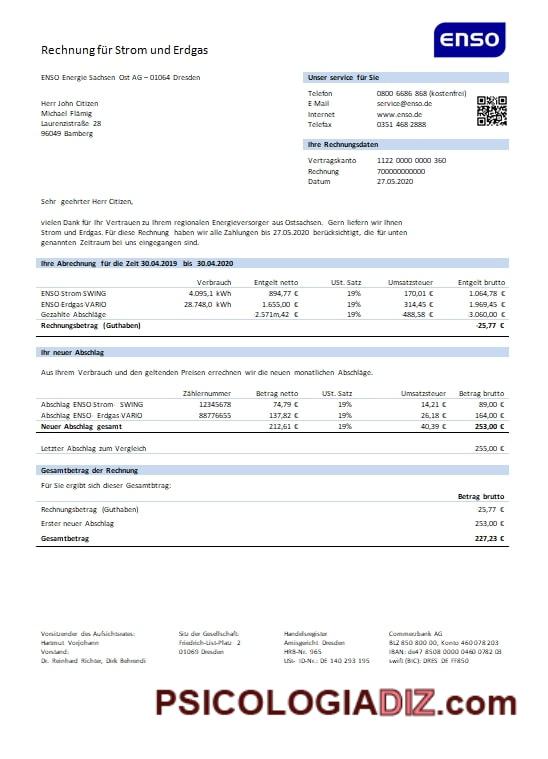 enso
Rechnung für Strom und Erdgas
ENSO Energie Sachsen Ost AG – 01064 Dresden
Unser service für Sie
Telefon 0800 6686 868 (kostenfrei)
E-Mail service@enso.de
Internet www.enso.de
Telefax 0351 468 2888
Herr John Citizen
Michael Flämig
Laurenzistraße 28
96049 Bamberg
Ihre Rechnungsdaten
Vertragskanto 1122 0000 0000 360
Rechnung 700000000000
Datum 27.05.2020
Sehr geehrter Herr Citizen,
vielen Dank für Ihr Vertrauen zu Ihrem regionalen Energieversorger aus Ostsachsen. Gern liefern wir Ihnen
Strom und Erdgas. Für diese Rechnung haben wir alle Zahlungen bis 27.05.2020 berücksichtigt, die für unten
genannten Zeitraum bei uns eingegangen sind.
Ihre Abrechnung für die Zeit 30.04.2019 bis 30.04.2020
Verbrauch Entgelt netto USt. Satz Umsatzsteuer Entgelt brutto
ENSO Strom SWING 4.095,1 kWh 894,77 € 19% 170,01 € 1.064,78 €
ENSO Erdgas VARIO 28.748,0 kWh 1.655,00 € 19% 314,45 € 1.969,45 €
Gezahlte Abschläge 2.571m,42 € 19% 488,58 € 3.060,00 €
Rechnungsbetrag (Guthaben) -25,77 €
Ihr neuer Abschlag
Aus Ihrem Verbrauch und den geltenden Preisen errechnen wir die neuen monatlichen Abschläge.
Zählernummer Betrag netto USt. Satz Umsatzsteuer Betrag brutto
Abschlag ENSO Strom- SWING 12345678 74,79 € 19% 14,21 € 89,00 €
Abschlag ENSO- Erdgas VARIO 88776655 137,82 € 19% 26,18 € 164,00 €
Neuer Abschlag gesamt 212,61 € 19% 40,39 € 253,00 €
Letzter Abschlag zum Vergleich 255,00 €
Gesamtbetrag der Rechnung
Für Sie ergibt sich dieser Gesamtbtrag:
Betrag brutto
Rechnungsbetrag (Guthaben) 25,77 €
Erster neuer Abschlag 253,00 €
Gesamtbetrag 227,23 €
Vorsitzender des Aufsichtsrates:
Hartmut Vorjohann
Vorstand:
Dr. Reinhard Richter, Dirk Behrendi
Sitz der Gesellschaft:
Friedrich-List-Platz 2
01069 Dresden
Handelsregister
Amisgericht Dresden
HRB-Nr. 965
USt- ID-Nr.: DE 140 293 195
Commerzbank AG
BLZ 850 800 00, Konto 460 078 203
IBAN: de47 8508 0000 0460 0782 03
swift (BIC): DRES DE FF850
PSICOLOGIADIZ.com